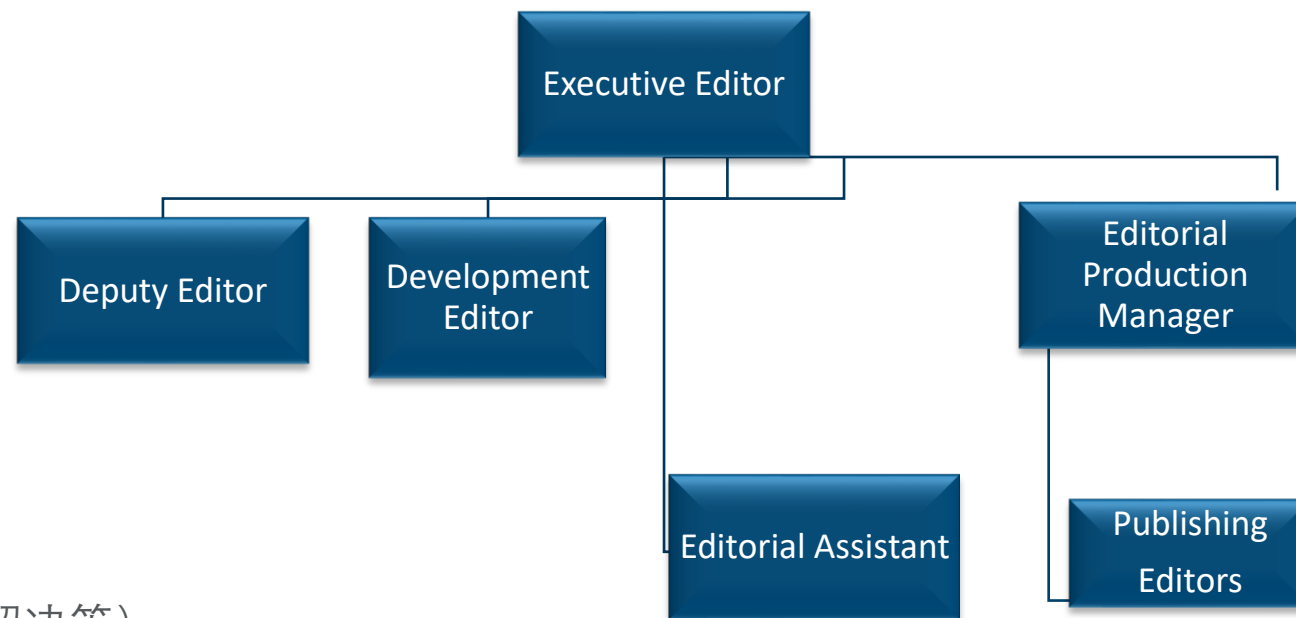 Executive Editor
Deputy Editor
Development
Editor
Editorial
Production
Manager
Editorial Assistant
Publishing
Editors